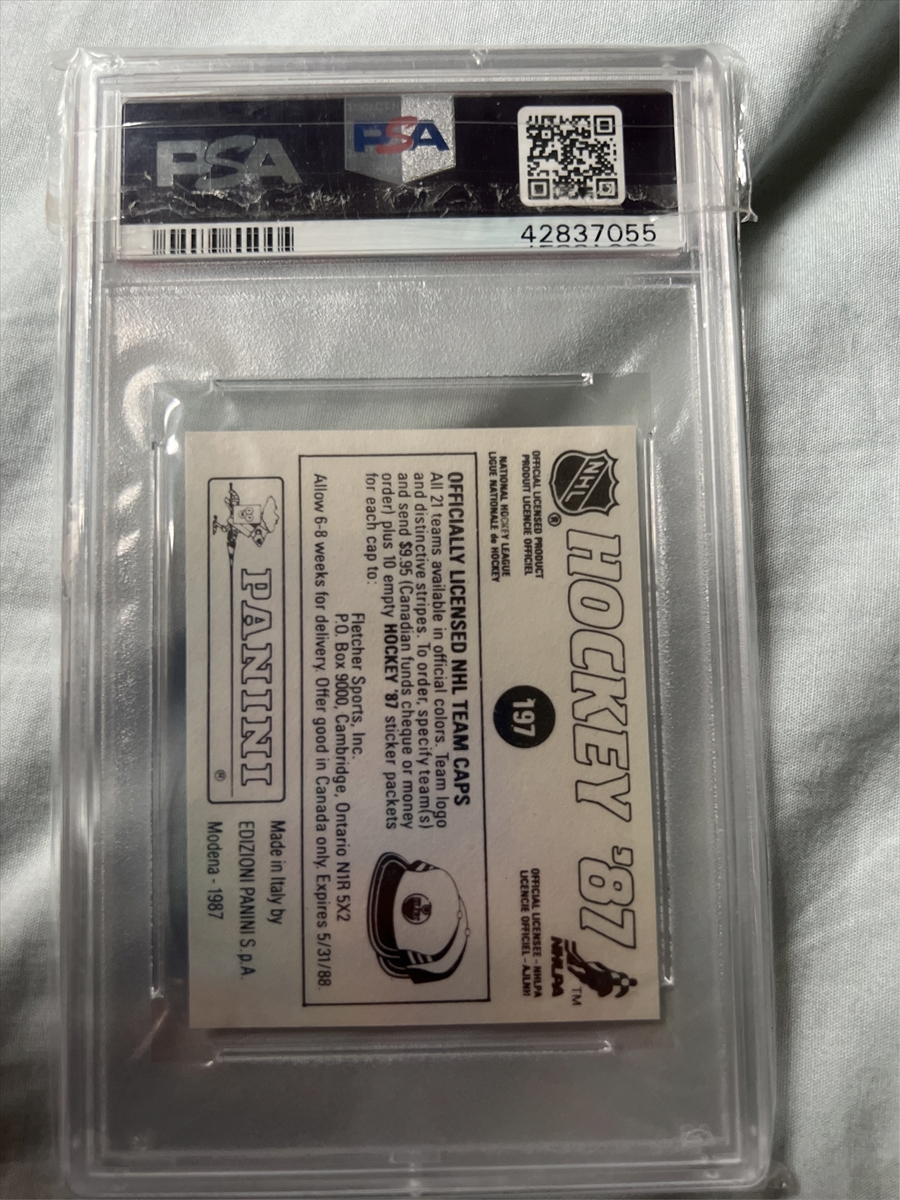 PSA
PSA
42837055
NHL
®
HOCKEY '87
OFFICIAL LICENSED PRODUCT
PRODUIT LICENCIE OFFICIEL
NATIONAL HOCKEY LEAGUE
LIGUE NATIONALE de HOCKEY
197
NHLPA
TM
OFFICIAL LICENSEE - NHLPA
LICENCIE OFFICIEL - AJLNH
OFFICIALLY LICENSED NHL TEAM CAPS
All 21 teams available in official colors. Team logo
and distinctive stripes. To order, specify team(s)
and send $9.95 (Canadian funds cheque or money
order) plus 10 empty HOCKEY '87 sticker packets
for each cap to:
Fletcher Sports, Inc.
P.O. Box 9000, Cambridge, Ontario N1R 5X2
Allow 6-8 weeks for delivery. Offer good in Canada only. Expires 5/31/88.
PANINI
®
Made in Italy by
EDIZIONI PANINI S.p.A.
Modena - 1987